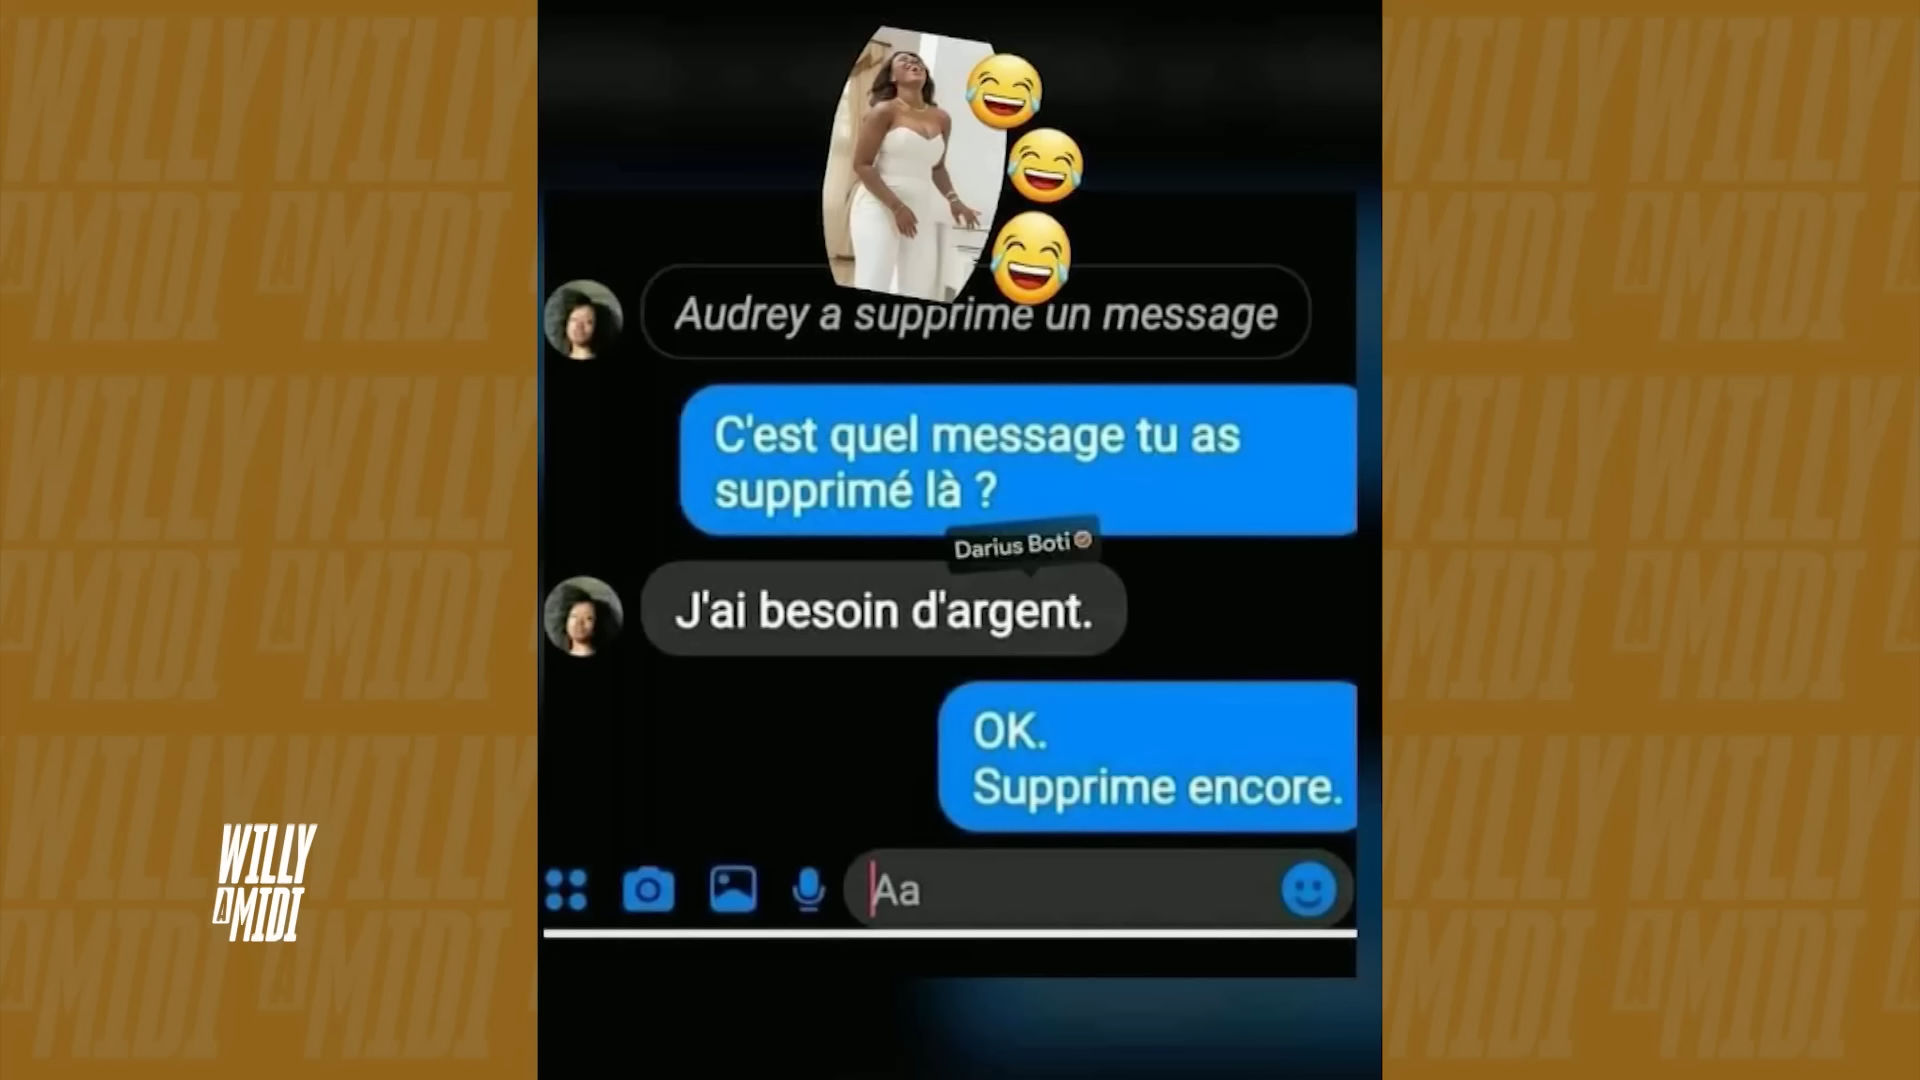 Audrey a supprimé un message
C'est quel message tu as
supprimé là ?
Darius Boti
J'ai besoin d'argent.
OK.
Supprime encore.
Aa
WILLY
A MIDI